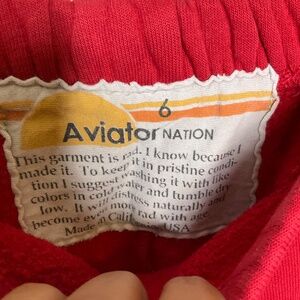 6
Aviator NATION
This garment is rad. I know because I
made it. To keep it in pristine condi-
tion I suggest washing it with like
colors in cold water and tumble dry
low. It will distress naturally and
become even more rad with age.
Made in California, USA